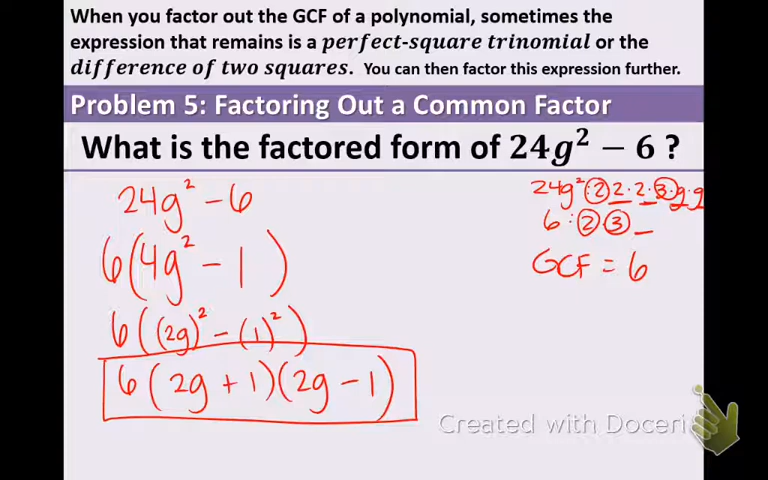 When you factor out the GCF of a polynomial, sometimes the
expression that remains is a perfect-square trinomial or the
difference of two squares. You can then factor this expression further.
Problem 5: Factoring Out a Common Factor
What is the factored form of 24g² − 6 ?
24g² − 6
6(4g² − 1)
6((2g)² − (1)²)
6(2g + 1)(2g − 1)
24g² : 2 · 2 · 2 · 3 · g · g
6 : 2 · 3
GCF = 6
Created with Doceri